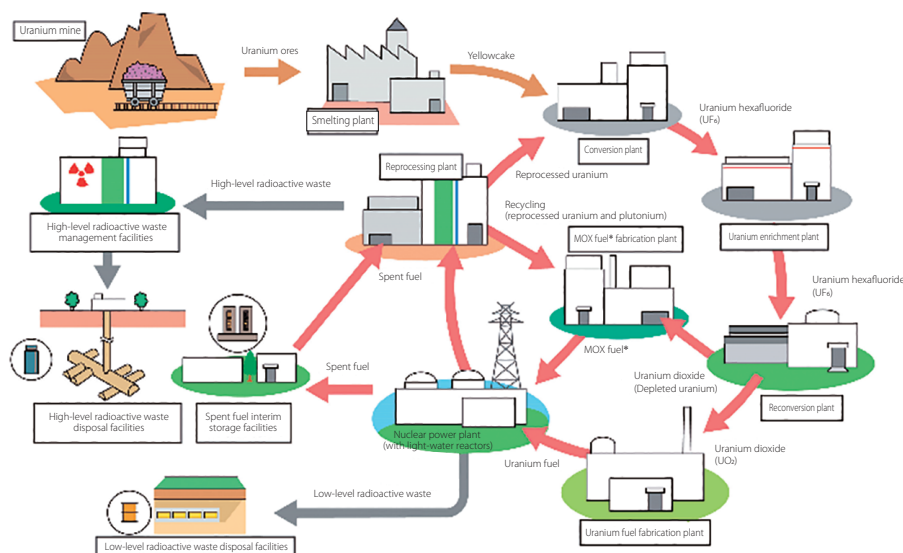 Uranium mine
Uranium ores
Smelting plant
Yellowcake
Conversion plant
Uranium hexafluoride
(UF₆)
Uranium enrichment plant
Reprocessing plant
Reprocessed uranium
High-level radioactive waste
High-level radioactive waste
management facilities
Recycling
(reprocessed uranium and plutonium)
MOX fuel* fabrication plant
Uranium hexafluoride
(UF₆)
Spent fuel
MOX fuel*
Uranium dioxide
(Depleted uranium)
Reconversion plant
High-level radioactive waste
disposal facilities
Spent fuel interim
storage facilities
Spent fuel
Nuclear power plant
(with light-water reactors)
Uranium fuel
Uranium dioxide
(UO₂)
Uranium fuel fabrication plant
Low-level radioactive waste
Low-level radioactive waste disposal facilities